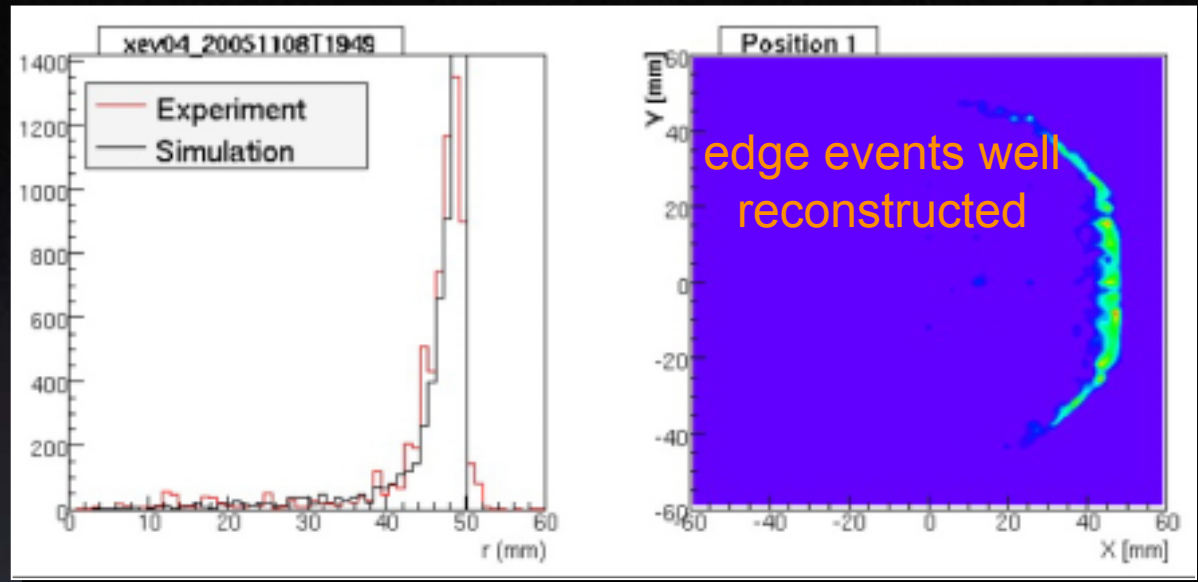 xev04_20051108T1949
Experiment
Simulation
1400
1200
1000
800
600
400
200
0
0 10 20 30 40 50 60
r (mm)
Position 1
Y [mm]
edge events well
reconstructed
60
40
20
0
-20
-40
-60
-60 -40 -20 0 20 40 60
X [mm]